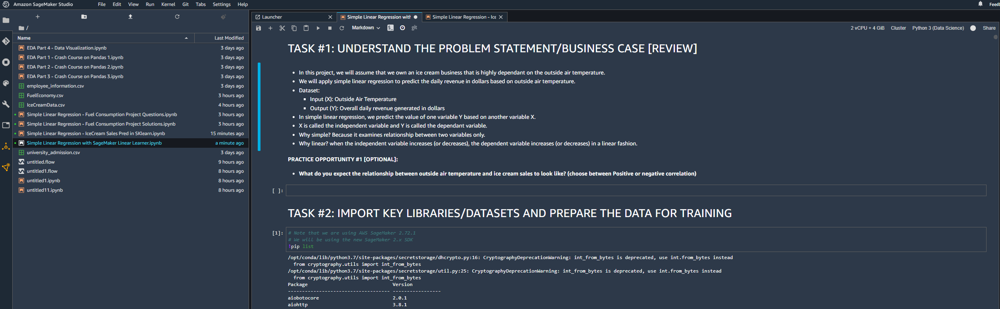 Amazon SageMaker Studio File Edit View Run Kernel Git Tabs Settings Help
/
Name Last Modified
EDA Part 4 - Data Visualization.ipynb 3 days ago
EDA Part 1 - Crash Course on Pandas 1.ipynb 3 days ago
EDA Part 2 - Crash Course on Pandas 2.ipynb 3 days ago
EDA Part 3 - Crash Course on Pandas 3.ipynb 3 days ago
employee_information.csv 3 days ago
FuelEconomy.csv 3 hours ago
IceCreamData.csv 4 hours ago
Simple Linear Regression - Fuel Consumption Project Questions.ipynb 3 hours ago
Simple Linear Regression - Fuel Consumption Project Solutions.ipynb 3 hours ago
Simple Linear Regression - IceCream Sales Pred in SKlearn.ipynb 15 minutes ago
Simple Linear Regression with SageMaker Linear Learner.ipynb a minute ago
university_admission.csv 3 days ago
untitled.flow 9 hours ago
untitled1.flow 8 hours ago
untitled1.ipynb 8 hours ago
untitled11.ipynb 8 hours ago
Launcher Simple Linear Regression with Simple Linear Regression - Ice
Markdown git 2 vCPU + 4 GiB Cluster Python 3 (Data Science) Share
TASK #1: UNDERSTAND THE PROBLEM STATEMENT/BUSINESS CASE [REVIEW]
• In this project, we will assume that we own an ice cream business that is highly dependant on the outside air temperature.
• We will apply simple linear regression to predict the daily revenue in dollars based on outside air temperature.
• Dataset:
▪ Input (X): Outside Air Temperature
▪ Output (Y): Overall daily revenue generated in dollars
• In simple linear regression, we predict the value of one variable Y based on another variable X.
• X is called the independent variable and Y is called the dependant variable.
• Why simple? Because it examines relationship between two variables only.
• Why linear? when the independent variable increases (or decreases), the dependent variable increases (or decreases) in a linear fashion.
PRACTICE OPPORTUNITY #1 [OPTIONAL]:
• What do you expect the relationship between outside air temperature and ice cream sales to look like? (choose between Positive or negative correlation)
[ ]:
TASK #2: IMPORT KEY LIBRARIES/DATASETS AND PREPARE THE DATA FOR TRAINING
[1]: # Note that we are using AWS SageMaker 2.72.1
# We will be using the new SageMaker 2.x SDK
!pip list
/opt/conda/lib/python3.7/site-packages/secretstorage/dhcrypto.py:16: CryptographyDeprecationWarning: int_from_bytes is deprecated, use int.from_bytes instead
from cryptography.utils import int_from_bytes
/opt/conda/lib/python3.7/site-packages/secretstorage/util.py:25: CryptographyDeprecationWarning: int_from_bytes is deprecated, use int.from_bytes instead
from cryptography.utils import int_from_bytes
Package Version
------------------------------------ -----------------
aiobotocore 2.0.1
aiohttp 3.8.1